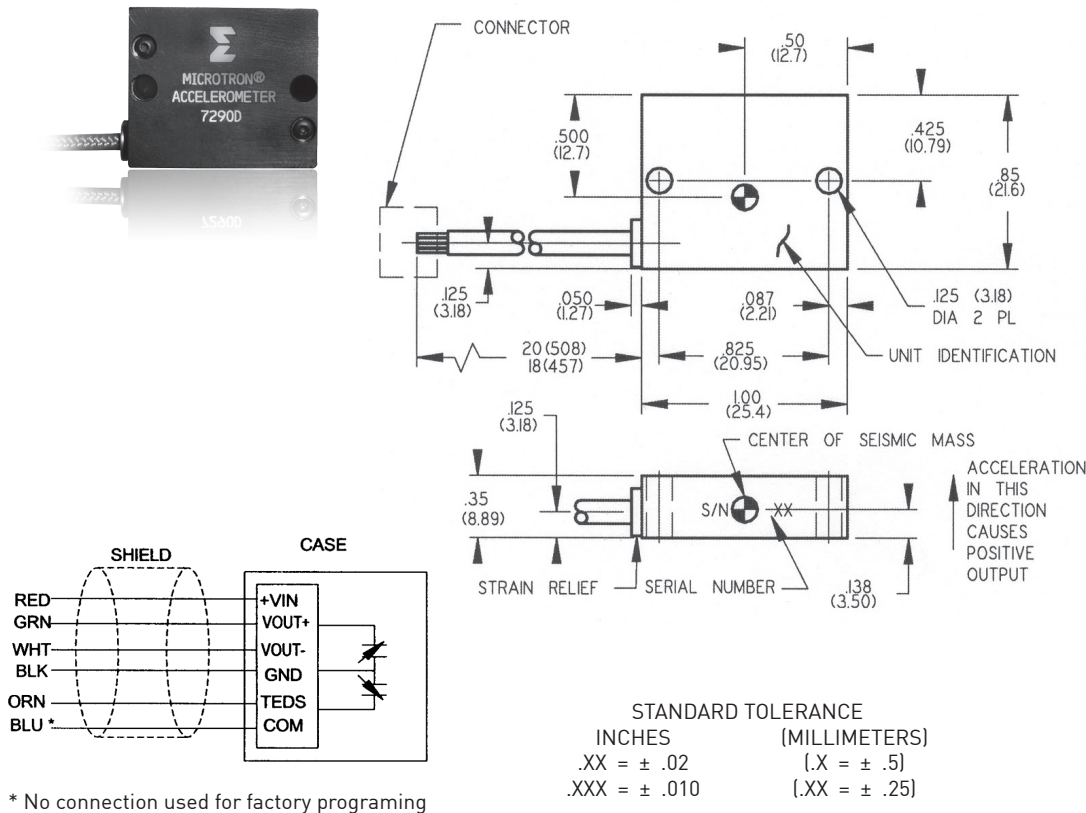 MICROTRON®
ACCELEROMETER
7290D
CONNECTOR
.50
(12.7)
.500
(12.7)
.425
(10.79)
.85
(21.6)
.125
(3.18)
.050
(1.27)
.087
(2.21)
.125 (3.18)
DIA 2 PL
20(508)
18(457)
.825
(20.95)
UNIT IDENTIFICATION
1.00
(25.4)
.125
(3.18)
CENTER OF SEISMIC MASS
.35
(8.89)
S/N XX
ACCELERATION
IN THIS
DIRECTION
CAUSES
POSITIVE
OUTPUT
STRAIN RELIEF
SERIAL NUMBER
.138
(3.50)
SHIELD
CASE
RED
+VIN
GRN
VOUT+
WHT
VOUT-
BLK
GND
ORN
TEDS
BLU *
COM
* No connection used for factory programing
STANDARD TOLERANCE
INCHES (MILLIMETERS)
.XX = ± .02 (.X = ± .5)
.XXX = ± .010 (.XX = ± .25)